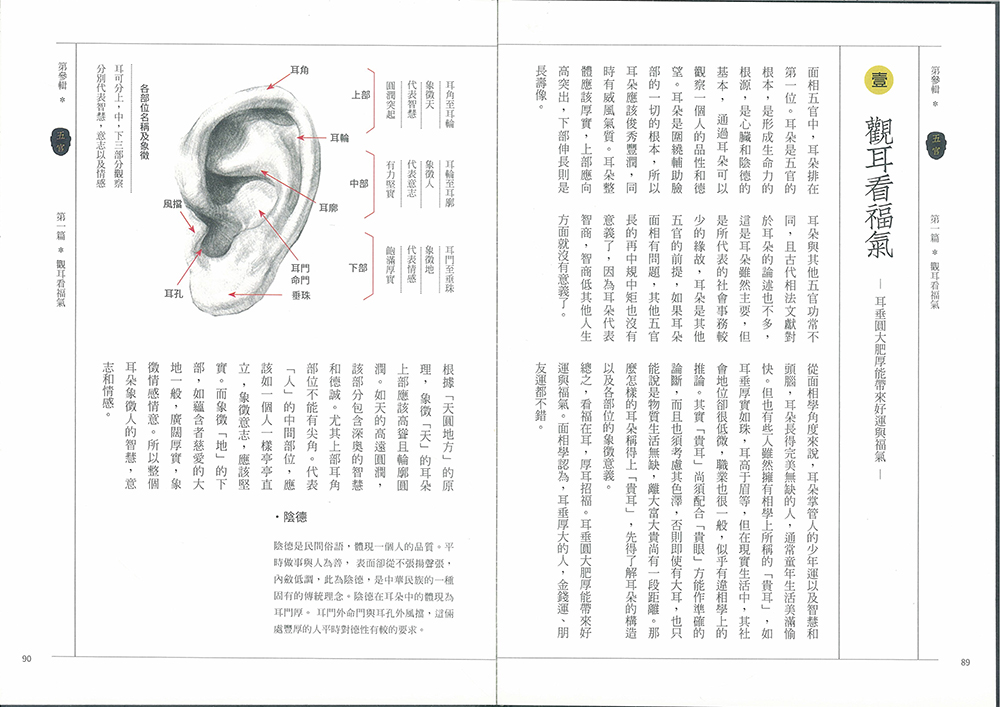 第參輯 * 五官 第一篇 * 觀耳看福氣
壹
觀耳看福氣
— 耳垂圓大肥厚能帶來好運與福氣 —
面相五官中，耳朵排在
第一位。耳朵是五官的
根本，是形成生命力的
根源，是心臟和陰德的
基本，通過耳朵可以
觀察一個人的品性和德
望。耳朵是圍繞輔助臉
部的一切的根本，所以
耳朵應該俊秀豐潤，同
時有威風氣質。耳朵整
體應該厚實，上部應向
高突出，下部伸長則是
長壽像。
耳朵與其他五官功常不
同，且古代相法文獻對
於耳朵的論述也不多，
這是耳朵雖然主要，但
是所代表的社會事務較
少的緣故，耳朵是其他
五官的前提，如果耳朵
面相有問題，其他五官
長的再中規中矩也沒有
意義了，因為耳朵代表
智商，智商低其他人生
方面就沒有意義了。
從面相學角度來說，耳朵掌管人的少年運以及智慧和
頭腦，耳朵長得完美無缺的人，通常童年生活美滿愉
快。但也有些人雖然擁有相學上所稱的「貴耳」，如
耳垂厚實如珠，耳高于眉等，但在現實生活中，其社
會地位卻很低微，職業也很一般，似乎有違相學上的
推論。其實「貴耳」尚須配合「貴眼」方能作準確的
論斷，而且也須考慮其色澤，否則即使有大耳，也只
能說是物質生活無缺，離大富大貴尚有一段距離。那
麼怎樣的耳朵稱得上「貴耳」，先得了解耳朵的構造
以及各部位的象徵意義。
總之，看福在耳，厚耳招福。耳垂圓大肥厚能帶來好
運與福氣。面相學認為，耳垂厚大的人，金錢運、朋
友運都不錯。
89
第參輯 * 五官 第一篇 * 觀耳看福氣
各部位名稱及象徵
耳可分上，中，下三部分觀察
分別代表智慧，意志以及情感
耳角
耳輪
耳廓
風擋
耳門
命門
耳孔
垂珠
上部
耳角至耳輪
象徵天
代表智慧
圓潤突起
中部
耳輪至耳廓
象徵人
代表意志
有力堅實
下部
耳門至垂珠
象徵地
代表情感
飽滿厚實
根據「天圓地方」的原
理，象徵「天」的耳朵
上部應該高聳且輪廓圓
潤。如天的高遠圓潤，
該部分包含深奧的智慧
和德誠。尤其上部耳角
部位不能有尖角。代表
「人」的中間部位，應
該如一個人一樣亭亭直
立，象徵意志，應該堅
實。而象徵「地」的下
部，如蘊含者慈愛的大
地一般，廣闊厚實，象
徵情感情意。所以整個
耳朵象徵人的智慧，意
志和情感。
・陰德
陰德是民間俗語，體現一個人的品質。平
時做事與人為善， 表面卻從不張揚聲張，
內斂低調，此為陰德，是中華民族的一種
固有的傳統理念。陰德在耳朵中的體現為
耳門厚。 耳門外命門與耳孔外風擋，這倆
處豐厚的人平時對德性有較的要求。
90